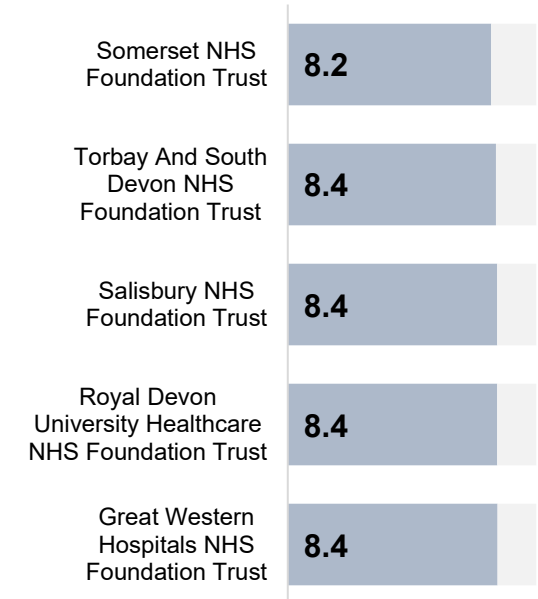 Somerset NHS
Foundation Trust
8.2
Torbay And South
Devon NHS
Foundation Trust
8.4
Salisbury NHS
Foundation Trust
8.4
Royal Devon
University Healthcare
NHS Foundation Trust
8.4
Great Western
Hospitals NHS
Foundation Trust
8.4